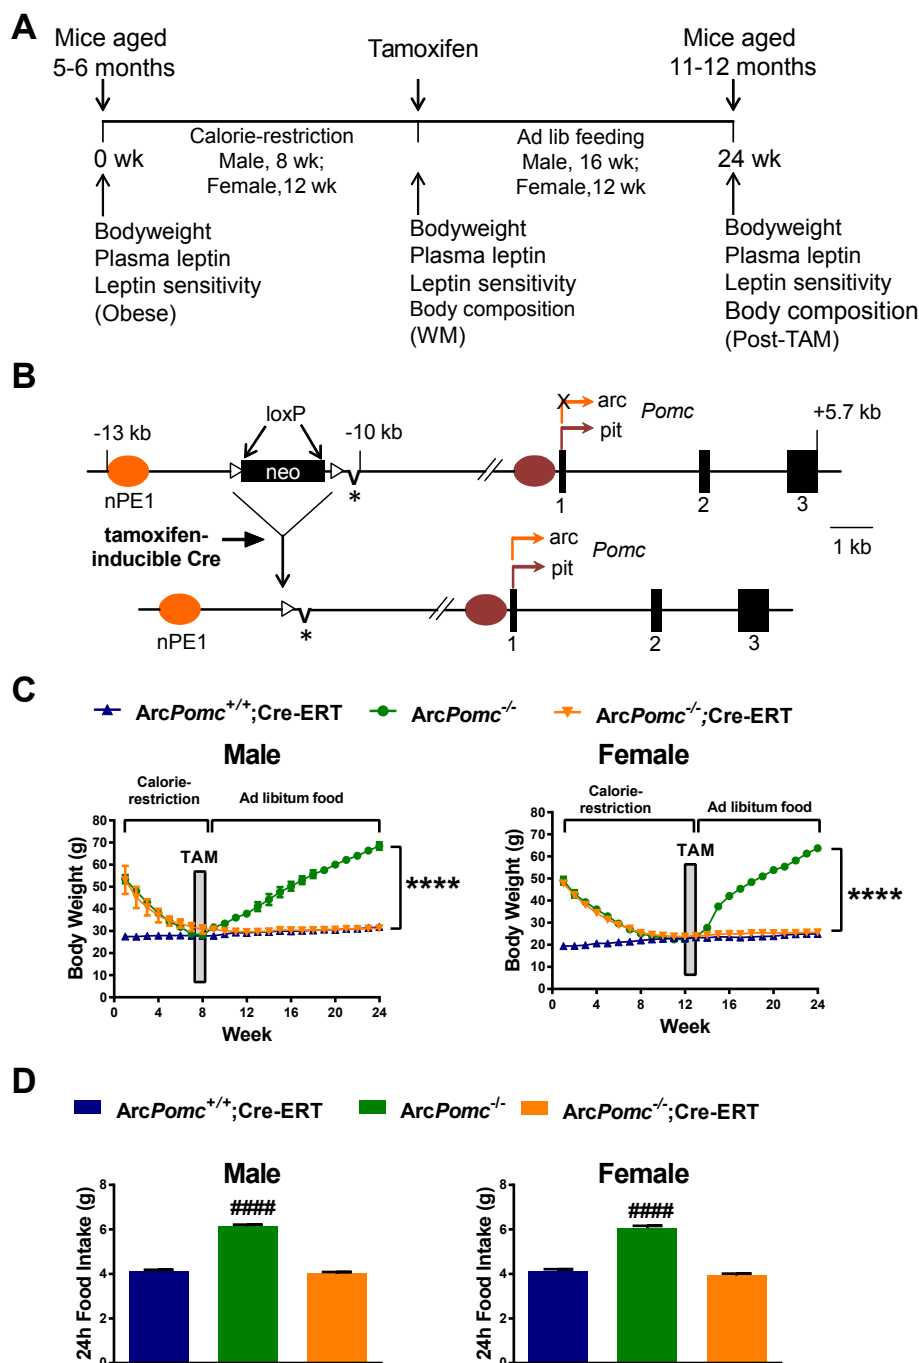 A
Mice aged
5-6 months
Tamoxifen
Mice aged
11-12 months
0 wk
Calorie-restriction
Male, 8 wk;
Female,12 wk
Ad lib feeding
Male, 16 wk;
Female,12 wk
24 wk
Bodyweight
Plasma leptin
Leptin sensitivity
(Obese)
Bodyweight
Plasma leptin
Leptin sensitivity
Body composition
(WM)
Bodyweight
Plasma leptin
Leptin sensitivity
Body composition
(Post-TAM)
B
-13 kb
loxP
-10 kb
X
arc
pit
Pomc
+5.7 kb
nPE1
neo
*
1
2
3
1 kb
tamoxifen-
inducible Cre
arc
pit
Pomc
nPE1
*
1
2
3
C
ArcPomc+/+;Cre-ERT
ArcPomc-/-
ArcPomc-/-;Cre-ERT
Male
Calorie-
restriction
Ad libitum food
TAM
****
Body Weight (g)
80
70
60
50
40
30
20
10
0
0 4 8 12 16 20 24
Week
Female
Calorie-
restriction
Ad libitum food
TAM
****
Body Weight (g)
80
70
60
50
40
30
20
10
0
0 4 8 12 16 20 24
Week
D
ArcPomc+/+;Cre-ERT
ArcPomc-/-
ArcPomc-/-;Cre-ERT
Male
####
24h Food Intake (g)
8
6
4
2
0
Female
####
24h Food Intake (g)
8
6
4
2
0